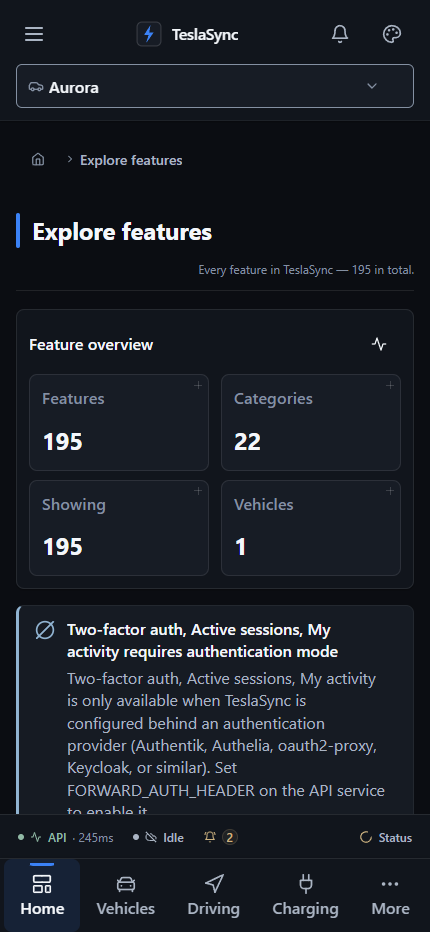 TeslaSync
Aurora
Explore features
Explore features
Every feature in TeslaSync — 195 in total.
Feature overview
Features
195
Categories
22
Showing
195
Vehicles
1
Two-factor auth, Active sessions, My
activity requires authentication mode
Two-factor auth, Active sessions, My activity
is only available when TeslaSync is
configured behind an authentication
provider (Authentik, Authelia, oauth2-proxy,
Keycloak, or similar). Set
FORWARD_AUTH_HEADER on the API service
to enable it
API · 245ms
Idle
2
Status
Home
Vehicles
Driving
Charging
More